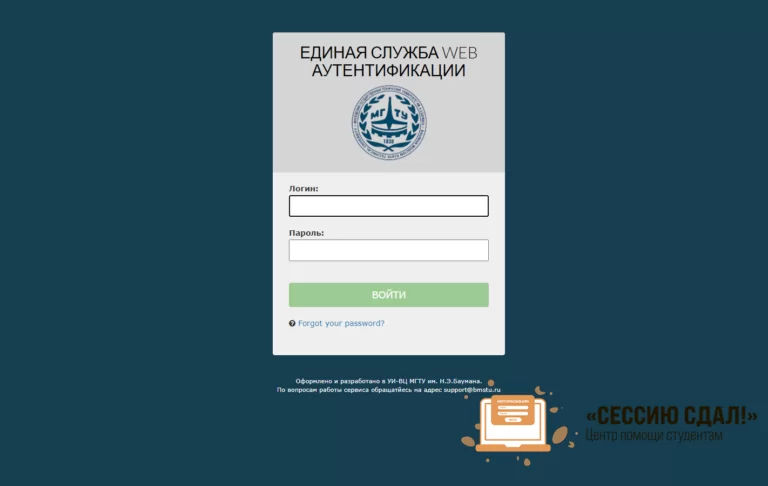 ЕДИНАЯ СЛУЖБА WEB
АУТЕНТИФИКАЦИИ
МГТУ
1830
Логин:
Пароль:
ВОЙТИ
Forgot your password?
Оформлено и разработано в УИ-ВЦ МГТУ им. Н.Э.Баумана.
По вопросам работы сервиса обращайтесь на адрес support@bmstu.ru
«СЕССИЮ СДАЛ!»
Центр помощи студентам